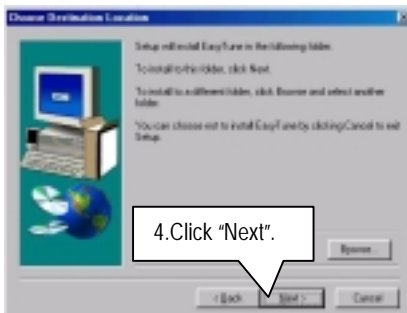 Choose Destination Location
Setup will install EasyTune in the following folder.
To install to this folder, click Next.
To install to a different folder, click Browse and select another
folder.
You can choose not to install EasyTune by clicking Cancel to exit
Setup.
4.Click “Next”.
Browse...
< Back
Next >
Cancel